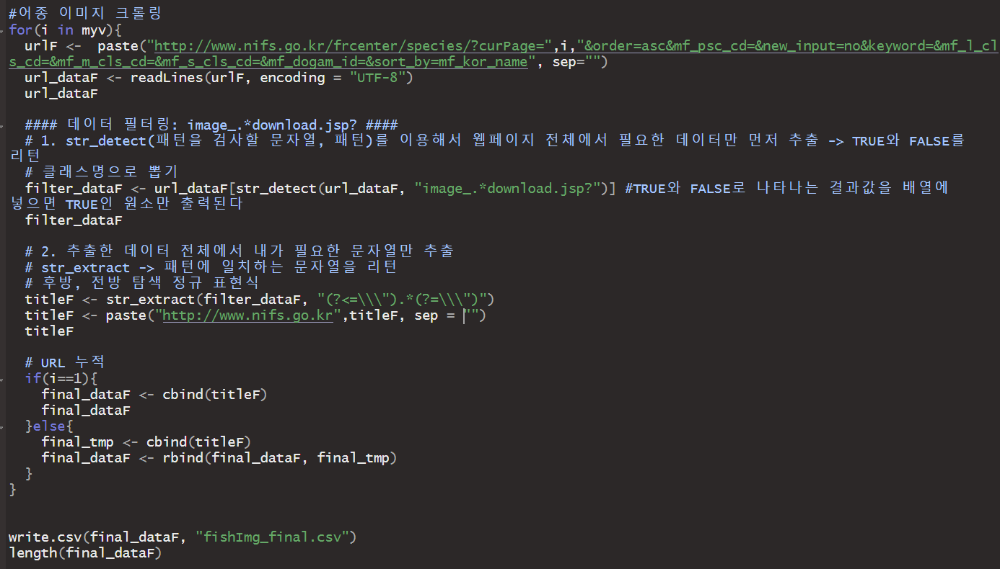 #어종 이미지 크롤링
for(i in myv){
  urlF <-  paste("http://www.nifs.go.kr/frcenter/species/?curPage=",i,"&order=asc&mf_psc_cd=&new_input=no&keyword=&mf_l_cl
s_cd=&mf_m_cls_cd=&mf_s_cls_cd=&mf_dogam_id=&sort_by=mf_kor_name", sep="")
  url_dataF <- readLines(urlF, encoding = "UTF-8")
  url_dataF
  #### 데이터 필터링: image_.*download.jsp? ####
  # 1. str_detect(패턴을 검사할 문자열, 패턴)를 이용해서 웹페이지 전체에서 필요한 데이터만 먼저 추출 -> TRUE와 FALSE를
리턴
  # 클래스명으로 뽑기
  filter_dataF <- url_dataF[str_detect(url_dataF, "image_.*download.jsp?")] #TRUE와 FALSE로 나타나는 결과값을 배열에
넣으면 TRUE인 원소만 출력된다
  filter_dataF
  # 2. 추출한 데이터 전체에서 내가 필요한 문자열만 추출
  # str_extract -> 패턴에 일치하는 문자열을 리턴
  # 후방, 전방 탐색 정규 표현식
  titleF <- str_extract(filter_dataF, "(?<=\\\").*(?=\\\")")
  titleF <- paste("http://www.nifs.go.kr",titleF, sep = "")
  titleF
  # URL 누적
  if(i==1){
    final_dataF <- cbind(titleF)
    final_dataF
  }else{
    final_tmp <- cbind(titleF)
    final_dataF <- rbind(final_dataF, final_tmp)
  }
}
write.csv(final_dataF, "fishImg_final.csv")
length(final_dataF)